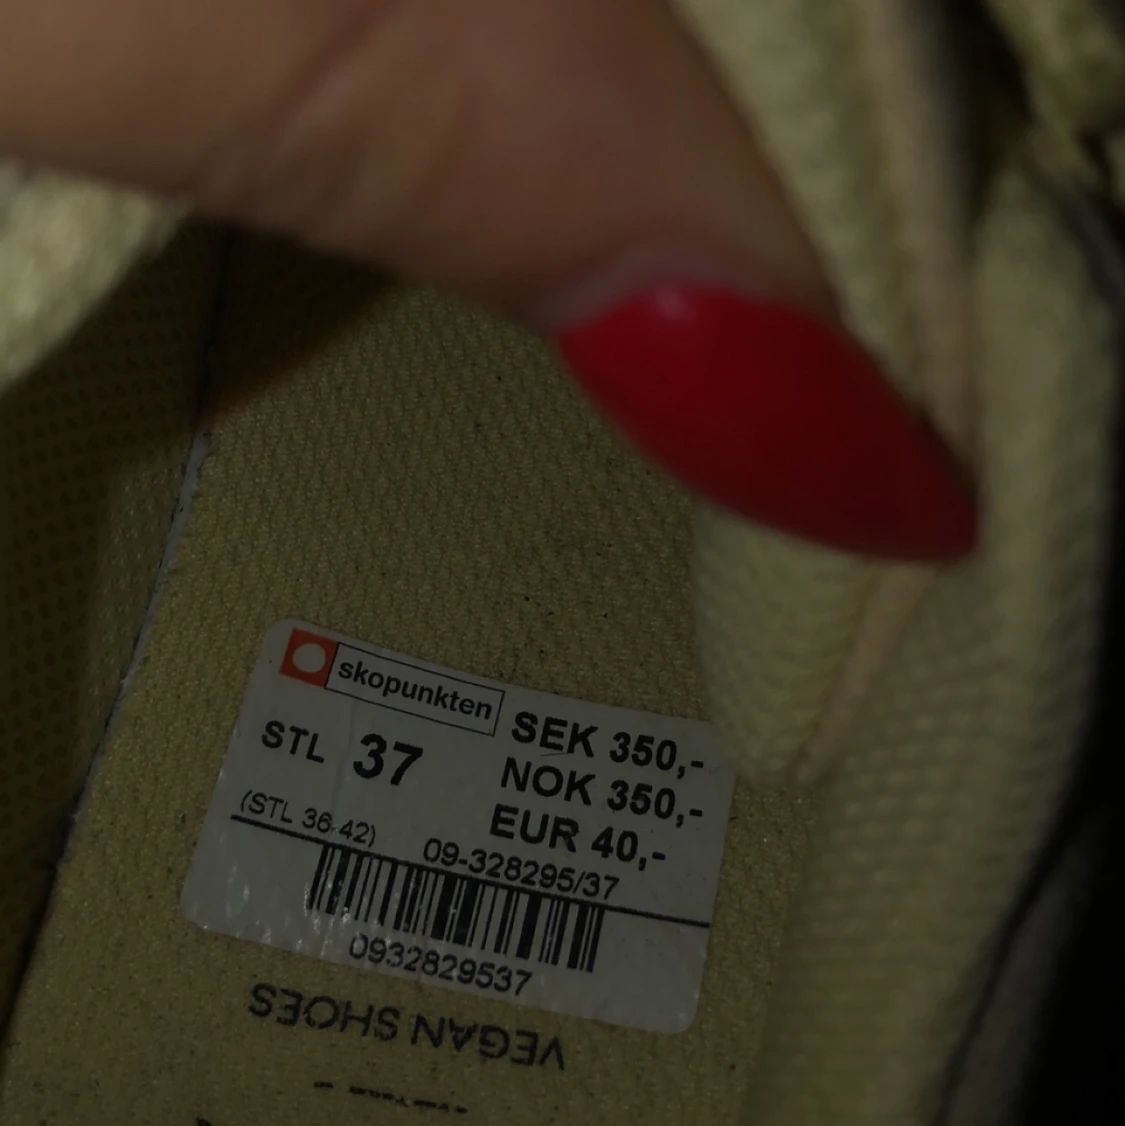 skopunkten
SEK 350,-
STL 37
NOK 350,-
EUR 40,-
(STL 36-42)
09-328295/37
0932829537
VEGAN SHOES